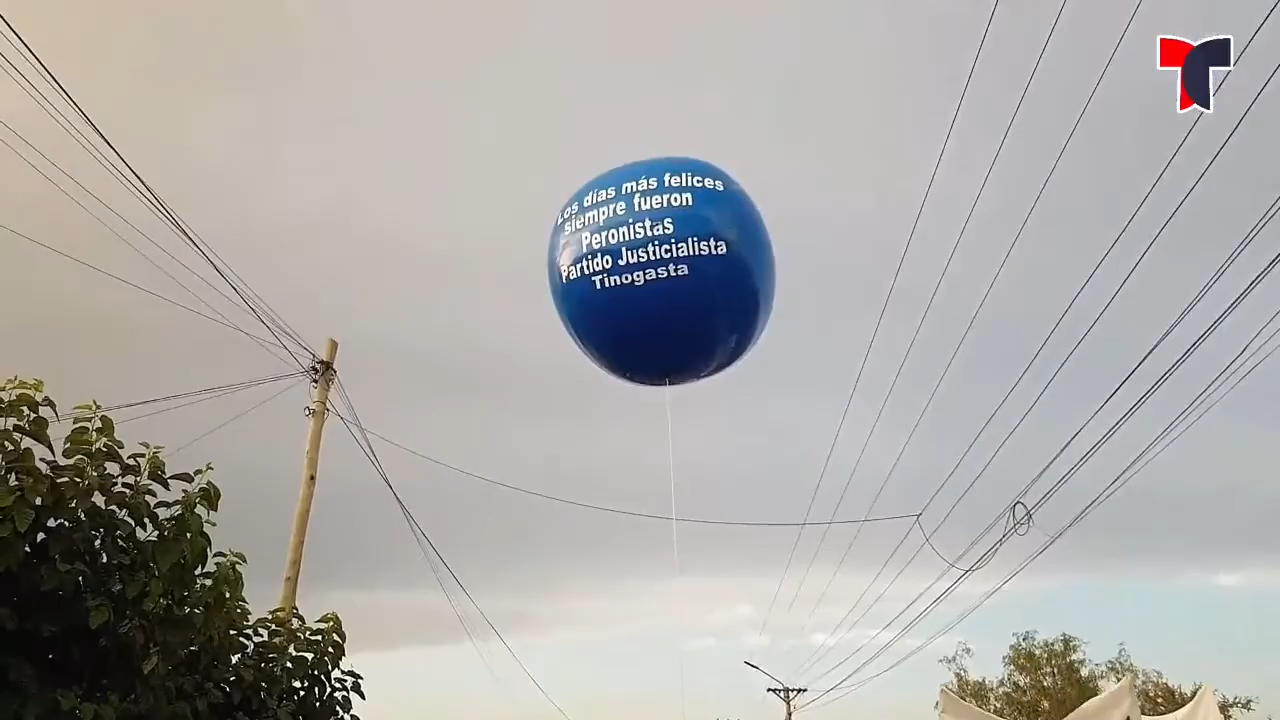 Los días más felices
siempre fueron
Peronistas
Partido Justicialista
Tinogasta